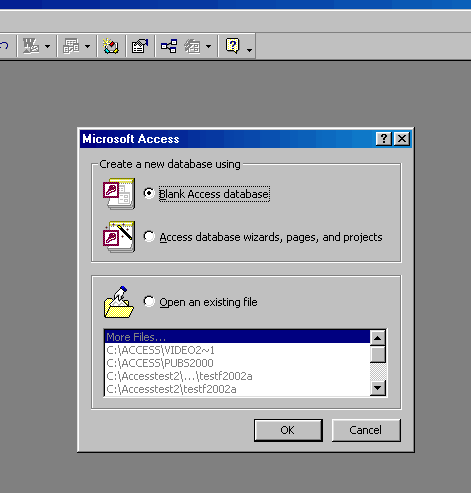 Microsoft Access
Create a new database using
Blank Access database
Access database wizards, pages, and projects
Open an existing file
More Files...
C:\ACCESS\VIDEO2~1
C:\ACCESS\PUBS2000
C:\Accesstest2\...\testf2002a
C:\Accesstest2\testf2002a
OK
Cancel